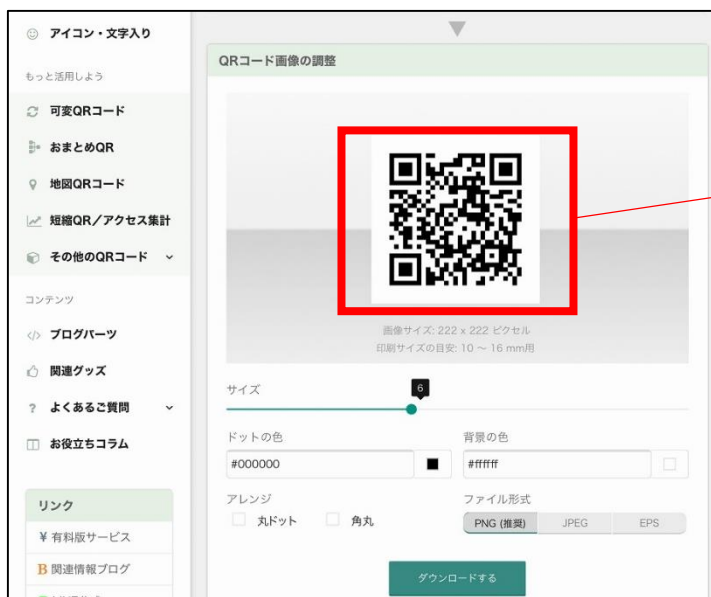 アイコン・文字入り
もっと活用しよう
可変QRコード
おまとめQR
地図QRコード
短縮QR／アクセス集計
その他のQRコード
コンテンツ
ブログパーツ
関連グッズ
よくあるご質問
お役立ちコラム
リンク
¥ 有料版サービス
B 関連情報ブログ
QRコード画像の調整
画像サイズ: 222 x 222 ピクセル
印刷サイズの目安: 10 ～ 16 mm用
サイズ
6
ドットの色
背景の色
#000000
#ffffff
アレンジ
ファイル形式
丸ドット
角丸
PNG (推奨)
JPEG
EPS
ダウンロードする